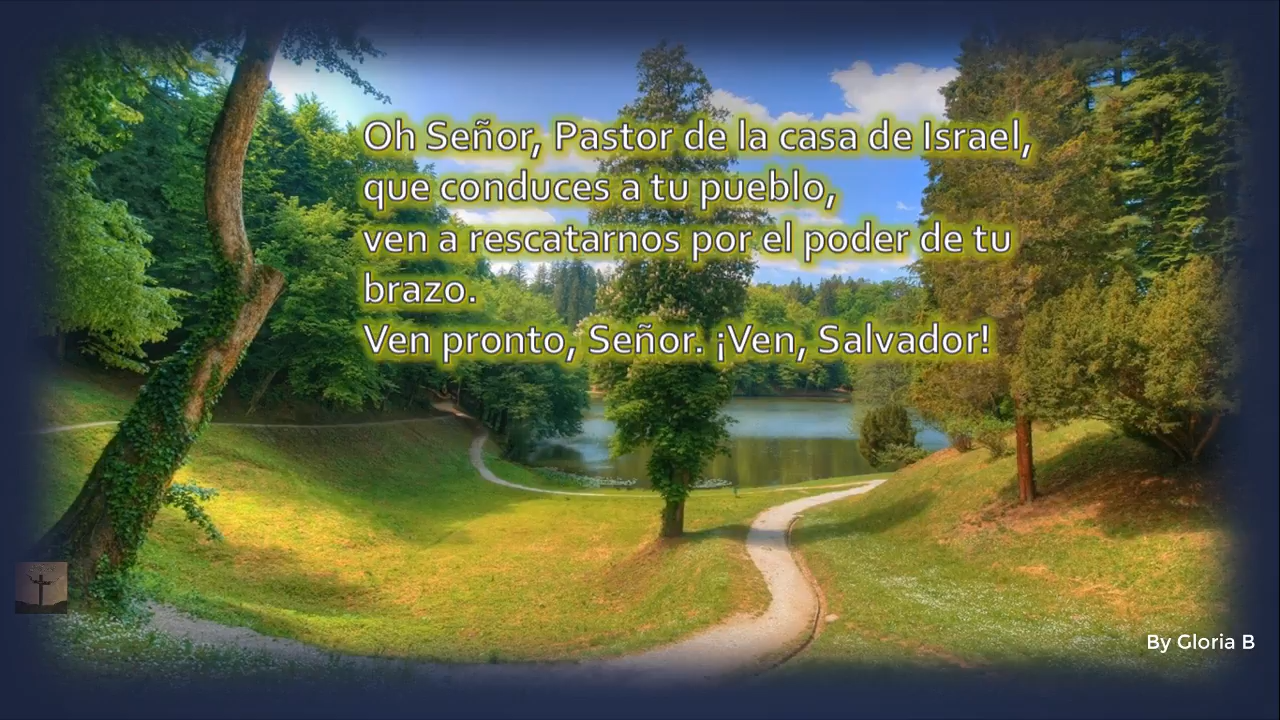 Oh Señor, Pastor de la casa de Israel,
que conduces a tu pueblo,
ven a rescatarnos por el poder de tu
brazo.
Ven pronto, Señor. ¡Ven, Salvador!
By Gloria B